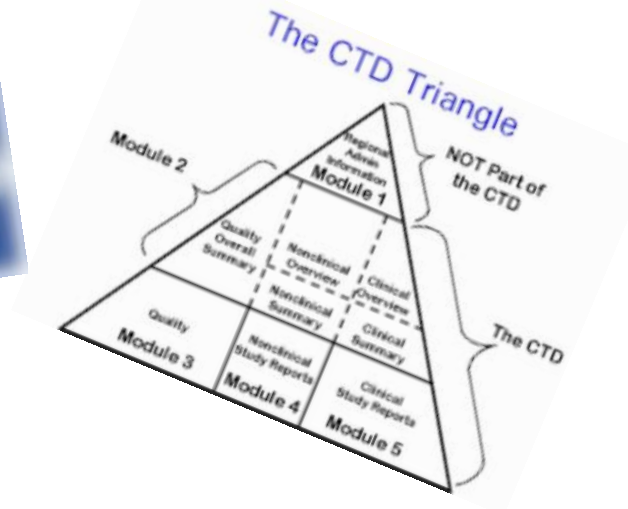 The CTD Triangle
Regional
Admin
Information
Module 1
NOT Part of
the CTD
Module 2
Quality
Overall
Summary
Nonclinical
Overview
Clinical
Overview
Nonclinical
Summary
Clinical
Summary
The CTD
Quality
Module 3
Nonclinical
Study Reports
Module 4
Clinical
Study Reports
Module 5